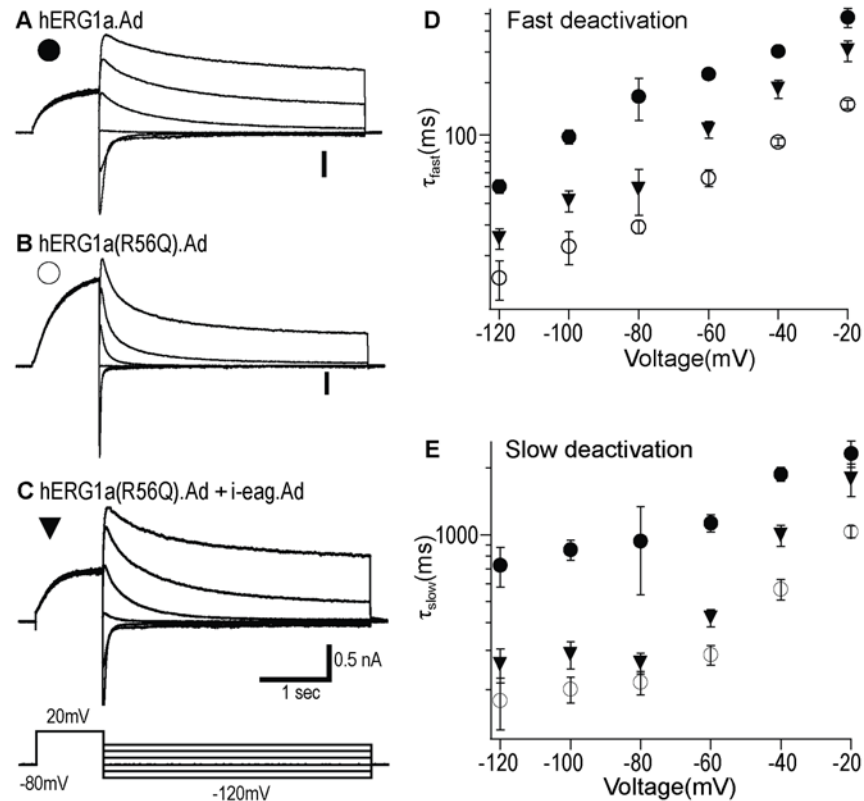 A hERG1a.Ad
B hERG1a(R56Q).Ad
C hERG1a(R56Q).Ad + i-eag.Ad
0.5 nA
1 sec
20mV
-80mV
-120mV
D Fast deactivation
100
τfast(ms)
-120 -100 -80 -60 -40 -20
Voltage(mV)
E Slow deactivation
1000
τslow(ms)
-120 -100 -80 -60 -40 -20
Voltage(mV)